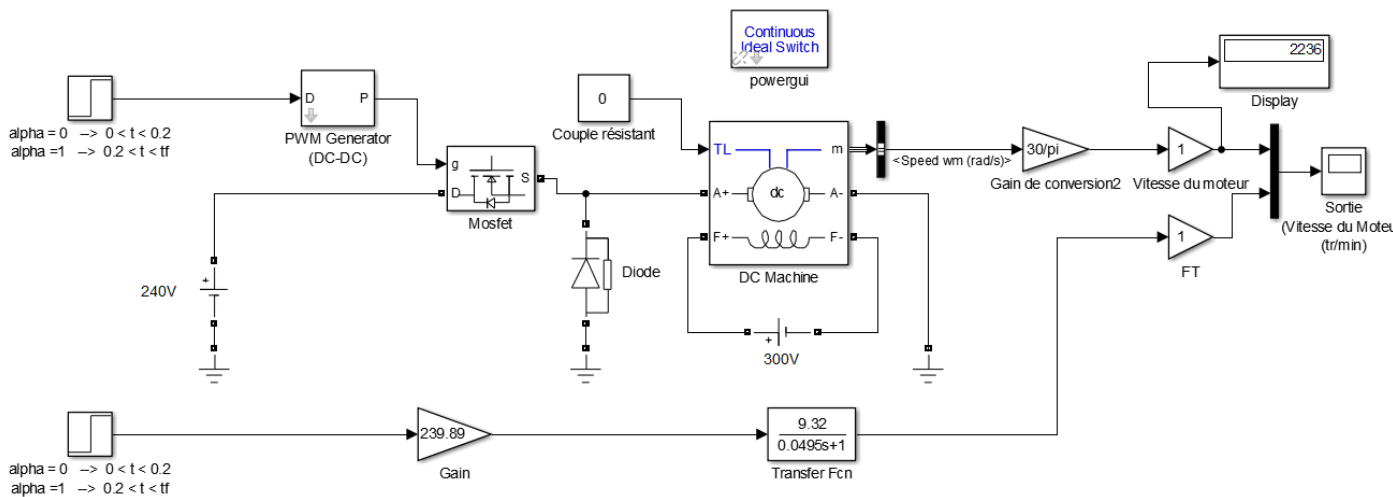 Continuous
Ideal Switch
powergui
2236
Display
D
P
PWM Generator
(DC-DC)
alpha = 0 --> 0 < t < 0.2
alpha =1 --> 0.2 < t < tf
0
Couple résistant
g
D
S
Mosfet
TL
m
A+
dc
A-
F+
F-
DC Machine
<Speed wm (rad/s)>
30/pi
Gain de conversion2
1
Vitesse du moteur
Sortie
(Vitesse du Moteu
(tr/min)
1
FT
Diode
240V
+
+
300V
239.89
Gain
9.32
0.0495s+1
Transfer Fcn
alpha = 0 --> 0 < t < 0.2
alpha =1 --> 0.2 < t < tf